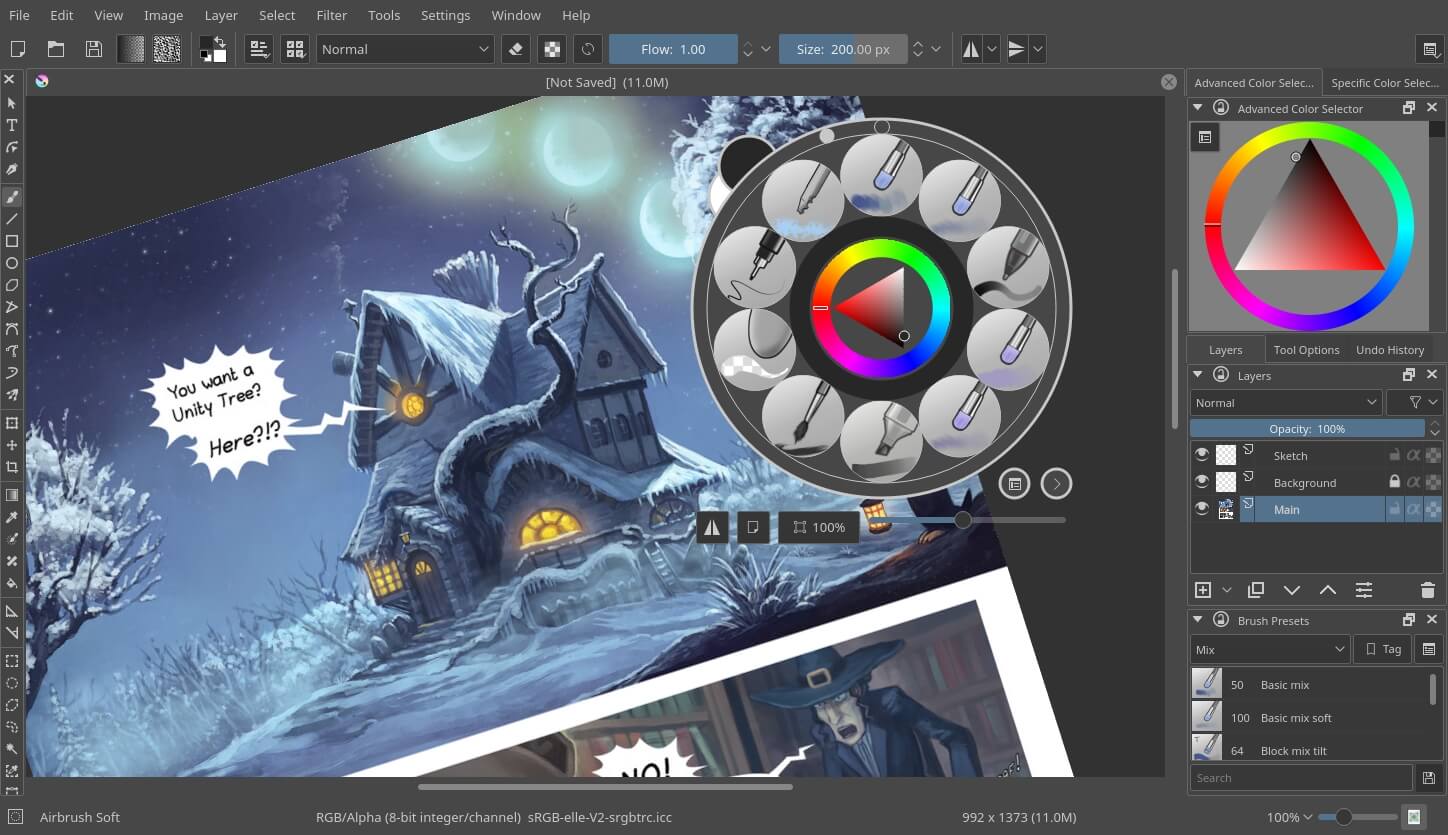 File Edit View Image Layer Select Filter Tools Settings Window Help
Normal Flow: 1.00 Size: 200.00 px
[Not Saved] (11.0M)
Advanced Color Selec... Specific Color Selec...
Advanced Color Selector
You want a
Unity Tree?
Here?!?
100%
NO!
Layers Tool Options Undo History
Layers
Normal
Opacity: 100%
Sketch
Background
Main
Brush Presets
Mix Tag
50 Basic mix
100 Basic mix soft
64 Block mix tilt
Search
Airbrush Soft RGB/Alpha (8-bit integer/channel) sRGB-elle-V2-srgbtrc.icc 992 x 1373 (11.0M) 100%